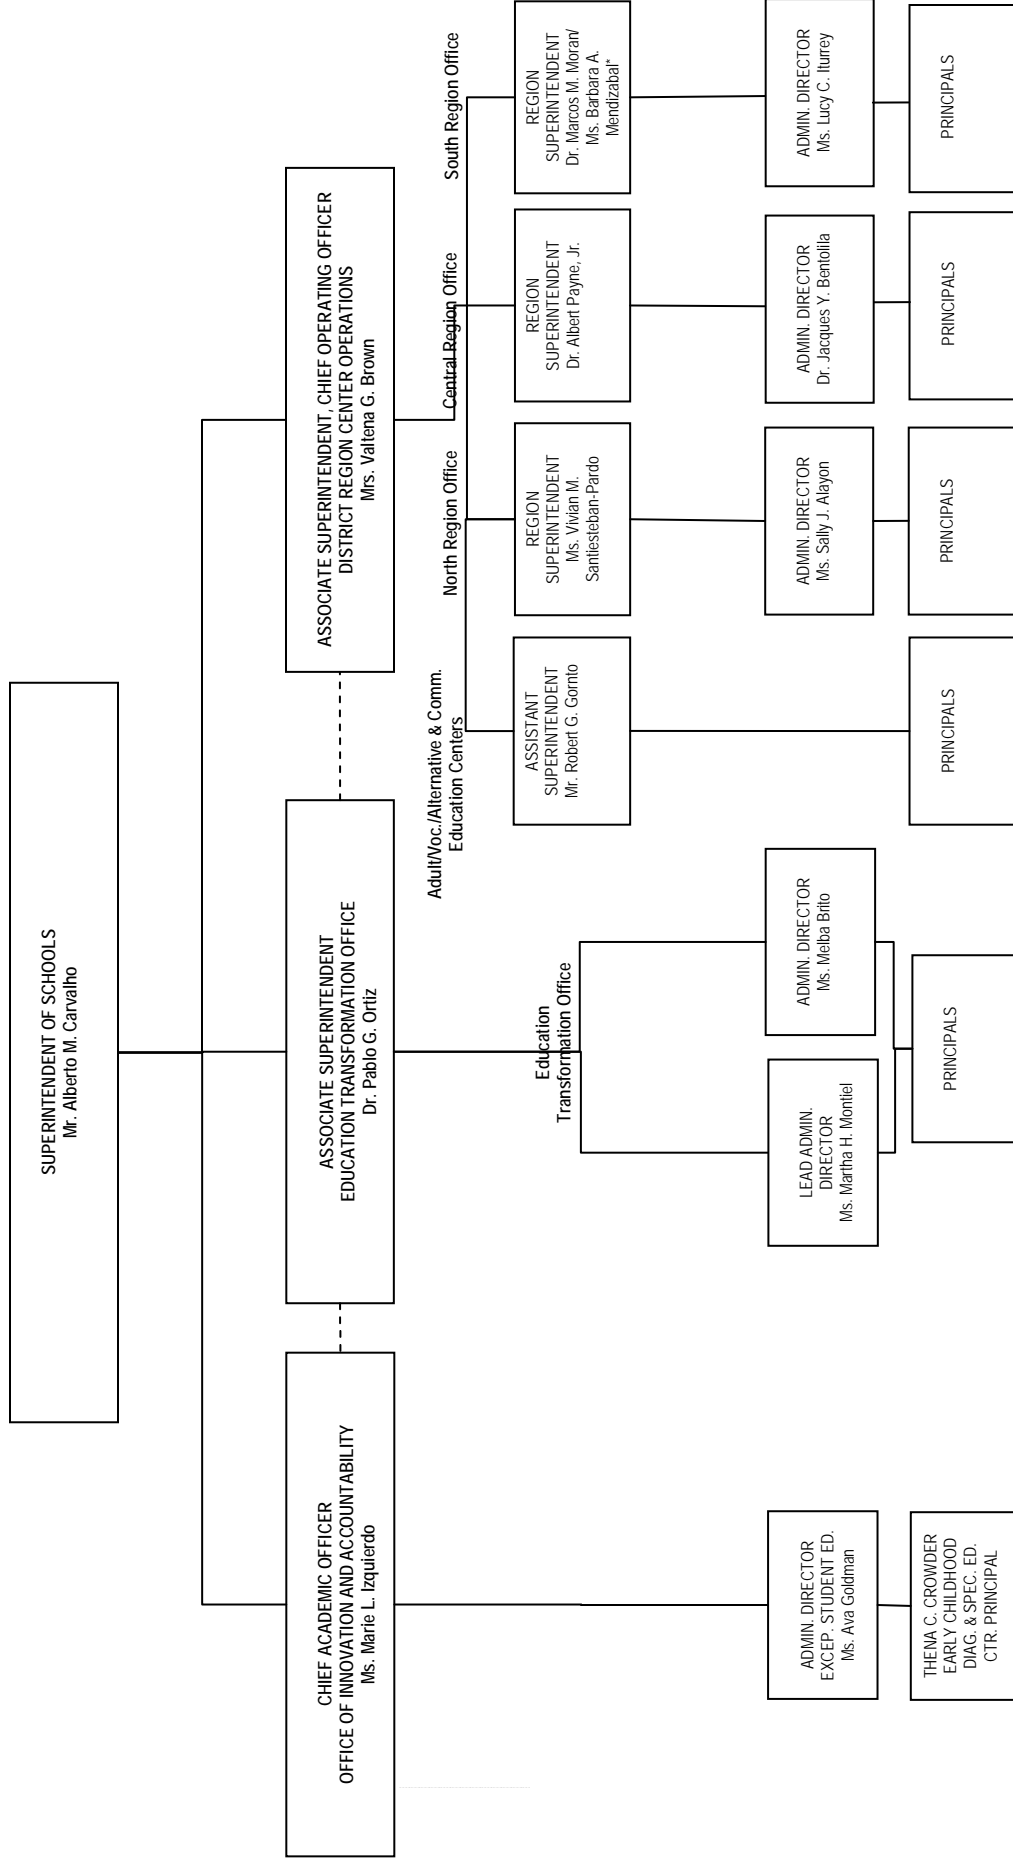 SUPERINTENDENT OF SCHOOLS
Mr. Alberto M. Carvalho
CHIEF ACADEMIC OFFICER
OFFICE OF INNOVATION AND ACCOUNTABILITY
Ms. Marie L. Izquierdo
ASSOCIATE SUPERINTENDENT
EDUCATION TRANSFORMATION OFFICE
Dr. Pablo G. Ortiz
ASSOCIATE SUPERINTENDENT, CHIEF OPERATING OFFICER
DISTRICT REGION CENTER OPERATIONS
Mrs. Valtena G. Brown
Adult/Voc./Alternative & Comm.
Education Centers
North Region Office
Central Region Office
South Region Office
ASSISTANT
SUPERINTENDENT
Mr. Robert G. Gornto
REGION
SUPERINTENDENT
Ms. Vivian M.
Santiesteban-Pardo
REGION
SUPERINTENDENT
Dr. Albert Payne, Jr.
REGION
SUPERINTENDENT
Dr. Marcos M. Moran/
Ms. Barbara A.
Mendizabal*
Education
Transformation Office
ADMIN. DIRECTOR
EXCEP. STUDENT ED.
Ms. Ava Goldman
LEAD ADMIN.
DIRECTOR
Ms. Martha H. Montiel
ADMIN. DIRECTOR
Ms. Melba Brito
ADMIN. DIRECTOR
Ms. Sally J. Alayon
ADMIN. DIRECTOR
Dr. Jacques Y. Bentolila
ADMIN. DIRECTOR
Ms. Lucy C. Iturrey
THENA C. CROWDER
EARLY CHILDHOOD
DIAG. & SPEC. ED.
CTR. PRINCIPAL
PRINCIPALS
PRINCIPALS
PRINCIPALS
PRINCIPALS
PRINCIPALS